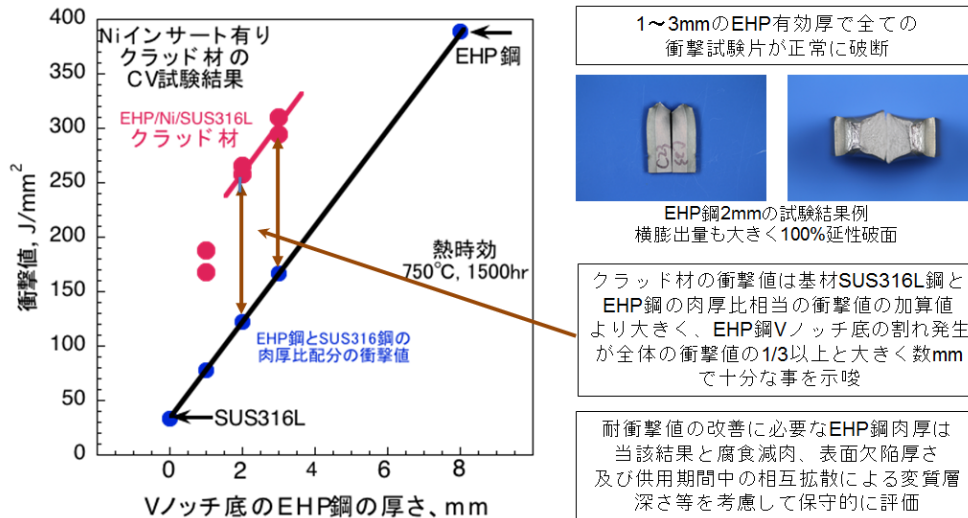 400
350
300
250
200
150
100
50
0
衝撃値, J/mm²
Niインサート有り
クラッド材の
CV試験結果
EHP/Ni/SUS316L
クラッド材
EHP鋼
熱時効
750℃, 1500hr
EHP鋼とSUS316鋼の
肉厚比配分の衝撃値
SUS316L
0 2 4 6 8
Vノッチ底のEHP鋼の厚さ、mm
1～3mmのEHP有効厚で全ての
衝撃試験片が正常に破断
EHP鋼2mmの試験結果例
横膨出量も大きく100%延性破面
クラッド材の衝撃値は基材SUS316L鋼と
EHP鋼の肉厚比相当の衝撃値の加算値
より大きく、EHP鋼Vノッチ底の割れ発生
が全体の衝撃値の1/3以上と大きく数mm
で十分な事を示唆
耐衝撃値の改善に必要なEHP鋼肉厚は
当該結果と腐食減肉、表面欠陥厚さ
及び供用期間中の相互拡散による変質層
深さ等を考慮して保守的に評価